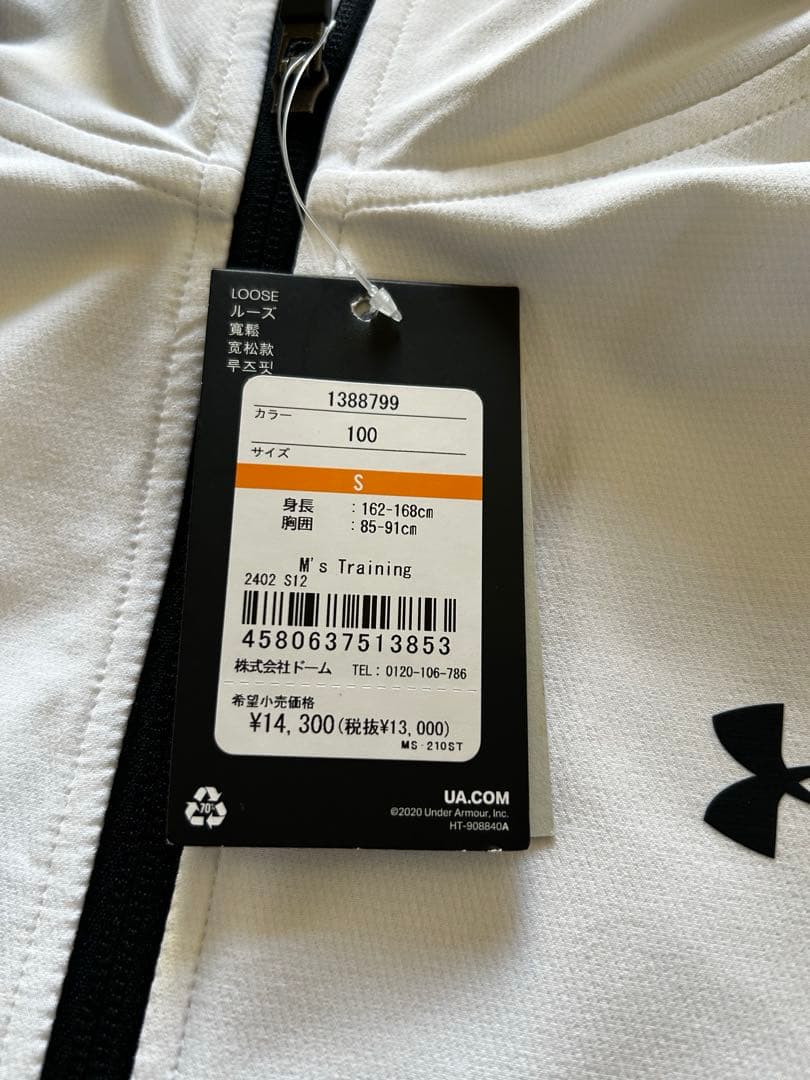 LOOSE
ルーズ
寬鬆
宽松款
루즈핏
1388799
カラー
100
サイズ
S
身長 :162-168cm
胸囲 :85-91cm
M's Training
2402 S12
4580637513853
株式会社ドーム TEL: 0120-106-786
希望小売価格
¥14,300(税抜¥13,000)
MS-210ST
70%
UA.COM
©2020 Under Armour, Inc.
HT-908840A